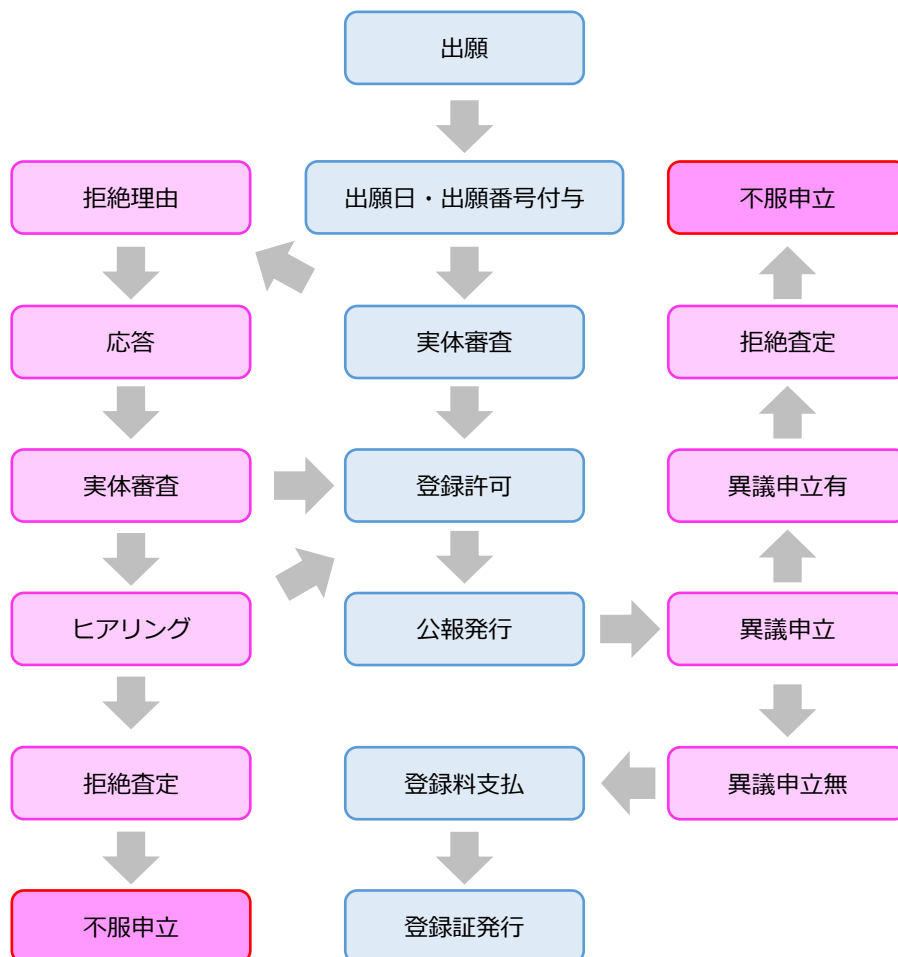 出願
拒絶理由
出願日・出願番号付与
不服申立
応答
実体審査
拒絶査定
実体審査
登録許可
異議申立有
ヒアリング
公報発行
異議申立
拒絶査定
登録料支払
異議申立無
不服申立
登録証発行